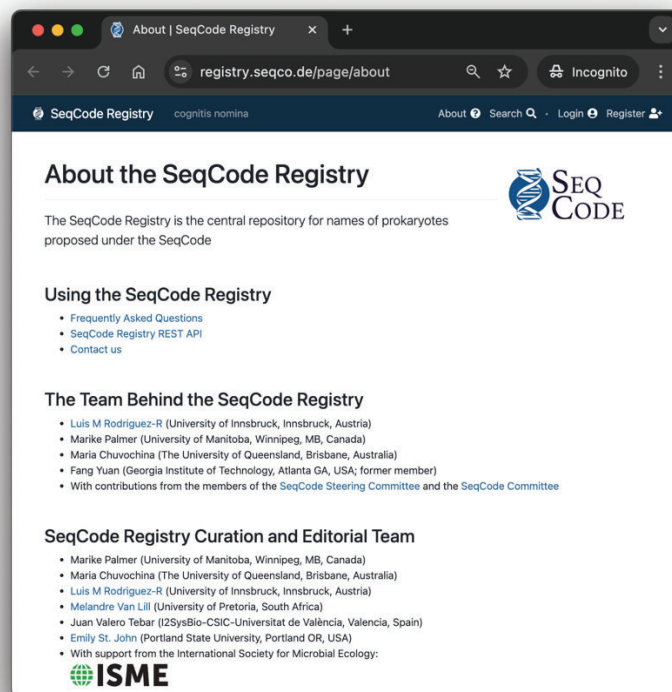 About | SeqCode Registry
registry.seqco.de/page/about
Incognito
SeqCode Registry cognitis nomina About Search · Login Register
About the SeqCode Registry
SEQ
CODE
The SeqCode Registry is the central repository for names of prokaryotes
proposed under the SeqCode
Using the SeqCode Registry
• Frequently Asked Questions
• SeqCode Registry REST API
• Contact us
The Team Behind the SeqCode Registry
• Luis M Rodriguez-R (University of Innsbruck, Innsbruck, Austria)
• Marike Palmer (University of Manitoba, Winnipeg, MB, Canada)
• Maria Chuvochina (The University of Queensland, Brisbane, Australia)
• Fang Yuan (Georgia Institute of Technology, Atlanta GA, USA; former member)
• With contributions from the members of the SeqCode Steering Committee and the SeqCode Committee
SeqCode Registry Curation and Editorial Team
• Marike Palmer (University of Manitoba, Winnipeg, MB, Canada)
• Maria Chuvochina (The University of Queensland, Brisbane, Australia)
• Luis M Rodriguez-R (University of Innsbruck, Innsbruck, Austria)
• Melandre Van Lill (University of Pretoria, South Africa)
• Juan Valero Tebar (I2SysBio-CSIC-Universitat de València, Valencia, Spain)
• Emily St. John (Portland State University, Portland OR, USA)
• With support from the International Society for Microbial Ecology:
ISME